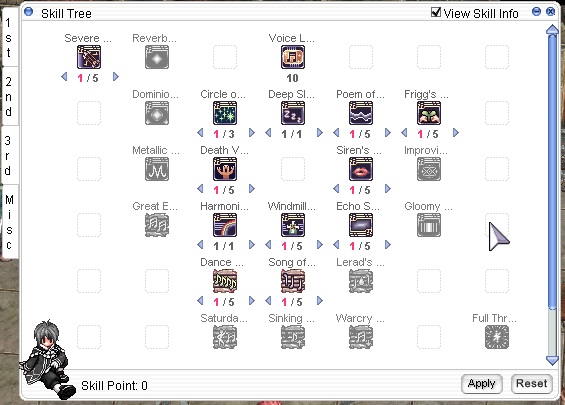 Skill Tree
View Skill Info
1st
2nd
3rd
Misc
Severe ... Reverb... Voice L...
1 / 5 10
Dominio... Circle o... Deep Sl... Poem of... Frigg's ...
1 / 3 1 / 1 1 / 5 1 / 5
Metallic ... Death V... Siren's ... Improvi...
1 / 5 1 / 5
Great E... Harmoni... Windmill... Echo S... Gloomy ...
1 / 1 1 / 5 1 / 5
Dance ... Song of... Lerad's ...
1 / 5 1 / 5
Saturda... Sinking ... Warcry ... Full Thr...
Skill Point: 0
Apply Reset